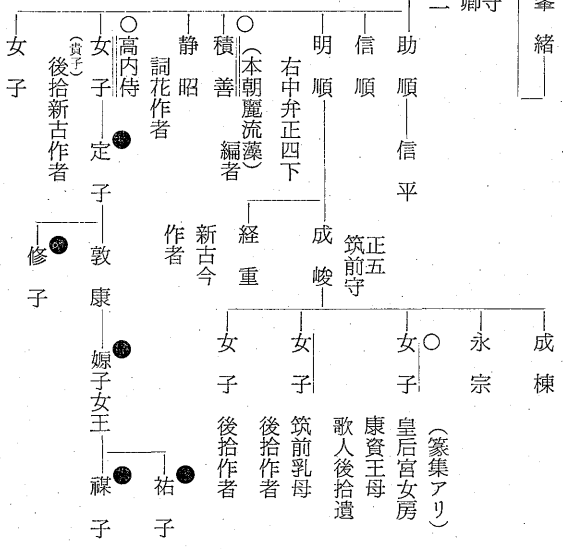 峯緒
守
卿
二
助順
信平
信順
明順
右中弁正四下
成峻
正五
筑前守
経重
新古今
作者
成棟
永宗
○
女子
(篆集アリ)
皇后宮女房
康資王母
歌人後拾遺
女子
筑前乳母
後拾作者
女子
後拾作者
○
積善
(本朝麗流藻)
編者
静昭
詞花作者
○
高内侍
女子
(貴子)
後拾新古作者
定子
敦康
嫄子女王
禖子
祐子
修子
女子